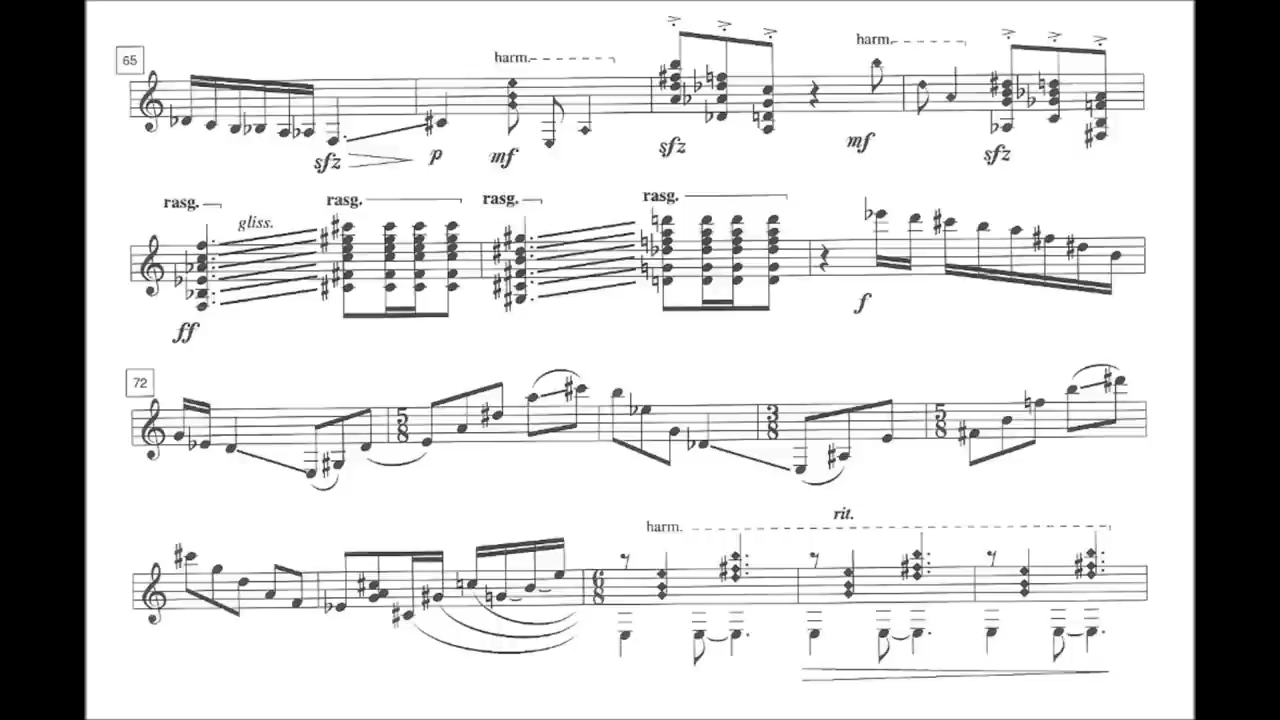 65
harm. harm.
sfz p mf sfz mf sfz
rasg. rasg. rasg. rasg.
gliss.
ff f
72
5 8 3 8 5 8
rit.
harm.
6 8